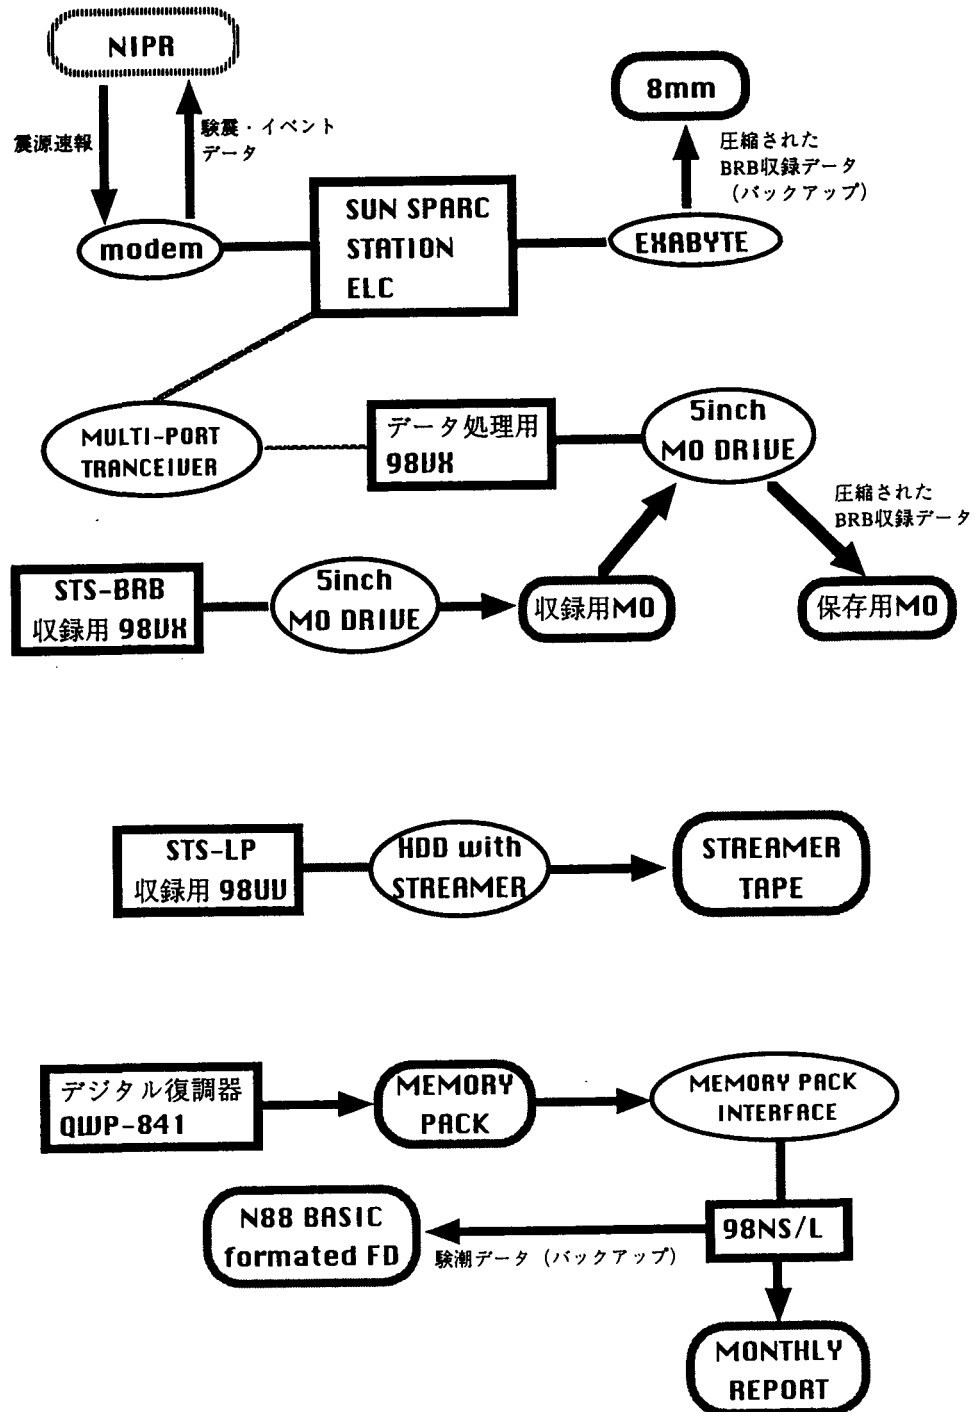 NIPR
8mm
震源速報
験震・イベント
データ
圧縮された
BRB収録データ
（バックアップ）
SUN SPARC
STATION
ELC
modem
EXABYTE
MULTI-PORT
TRANCEIVER
データ処理用
98VX
5inch
MO DRIVE
圧縮された
BRB収録データ
STS-BRB
収録用 98VX
5inch
MO DRIVE
収録用MO
保存用MO
STS-LP
収録用 98UV
HDD with
STREAMER
STREAMER
TAPE
デジタル復調器
QWP-841
MEMORY
PACK
MEMORY PACK
INTERFACE
N88 BASIC
formated FD
験潮データ（バックアップ）
98NS/L
MONTHLY
REPORT